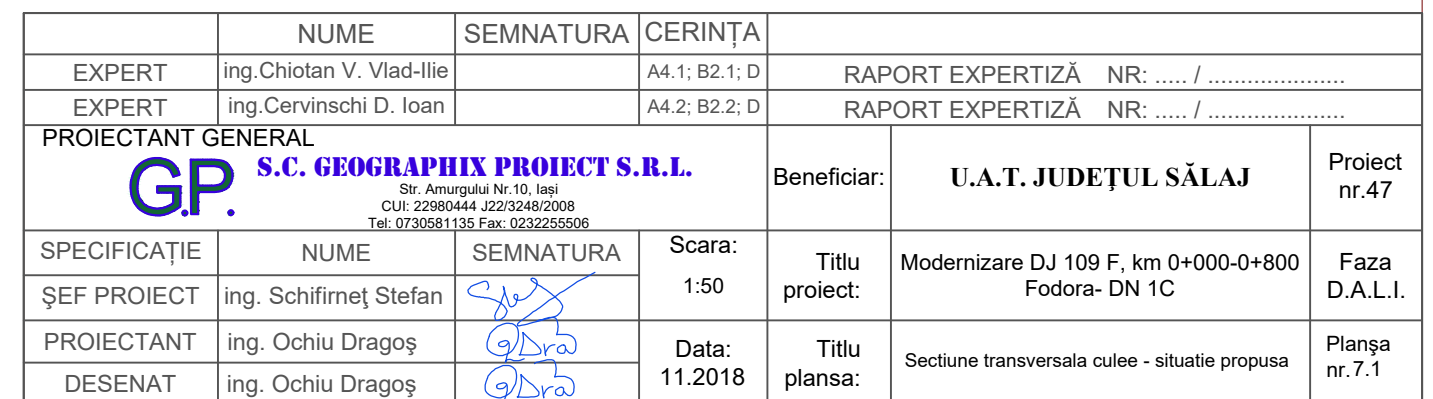 NUME SEMNATURA CERINȚA
EXPERT ing.Chiotan V. Vlad-Ilie A4.1; B2.1; D RAPORT EXPERTIZĂ NR: ..... / .....................
EXPERT ing.Cervinschi D. Ioan A4.2; B2.2; D RAPORT EXPERTIZĂ NR: ..... / .....................
PROIECTANT GENERAL
G.P.
S.C. GEOGRAPHIX PROIECT S.R.L.
Str. Amurgului Nr.10, Iași
CUI: 22980444 J22/3248/2008
Tel: 0730581135 Fax: 0232255506
Beneficiar:
U.A.T. JUDEŢUL SĂLAJ
Proiect
nr.47
SPECIFICAȚIE NUME SEMNATURA
ŞEF PROIECT ing. Schifirneţ Stefan
Scara:
1:50
Titlu
proiect:
Modernizare DJ 109 F, km 0+000-0+800
Fodora- DN 1C
Faza
D.A.L.I.
PROIECTANT ing. Ochiu Dragoş
DESENAT ing. Ochiu Dragoş
Data:
11.2018
Titlu
plansa:
Sectiune transversala culee - situatie propusa
Planşa
nr.7.1